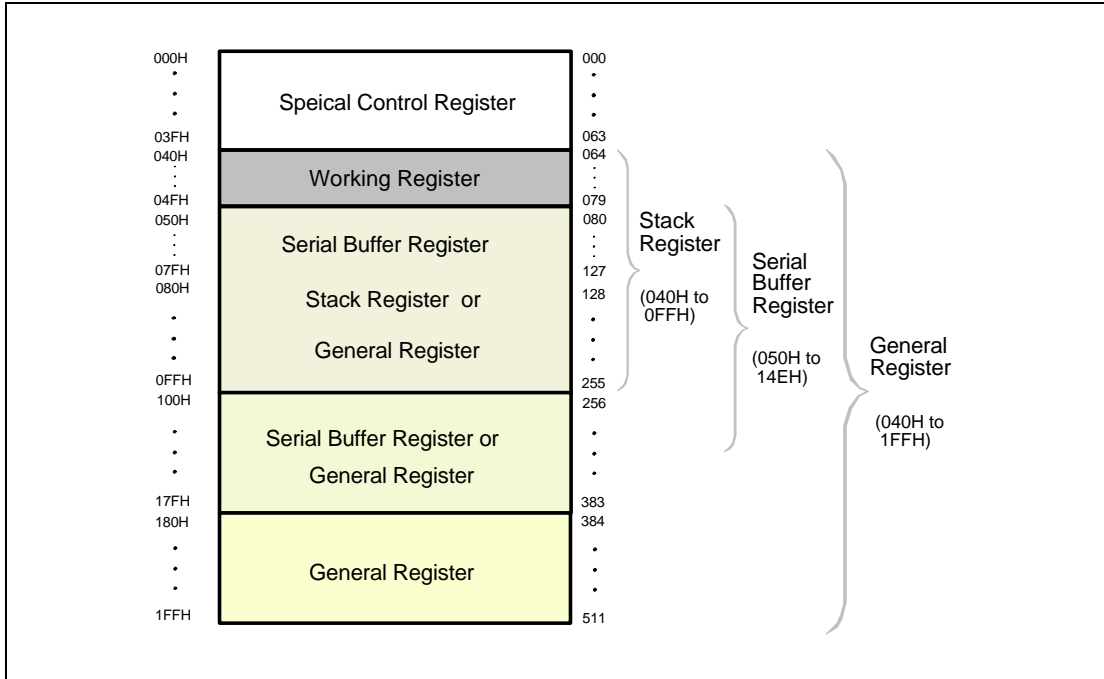 000H
Speical Control Register
000
03FH
063
040H
Working Register
064
04FH
079
050H
Serial Buffer Register
080
07FH
127
080H
Stack Register or
128
General Register
0FFH
255
100H
Serial Buffer Register or
256
General Register
17FH
383
180H
General Register
384
1FFH
511
Stack
Register
(040H to
0FFH)
Serial
Buffer
Register
(050H to
14EH)
General
Register
(040H to
1FFH)